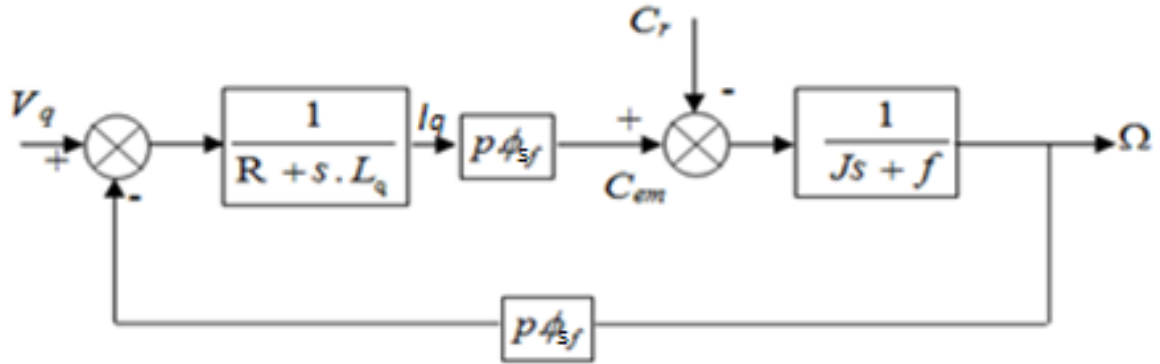 C_r
V_q
+
-
1
R + s . L_q
I_q
pϕ_sf
+
C_em
-
1
Js + f
Ω
pϕ_sf